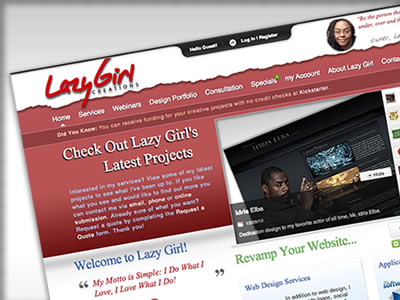 Hello Guest!
Log In | Register
"By the person tha
under, over and t
LazyGirl
CREATIONS
Home Services Webinars Design Portfolio Consultation Specials my Account About Lazy Girl Conta
Did You Know: You can receive funding for your creative projects with no credit checks at Kickstarter.
Check Out Lazy Girl's
Latest Projects
Interested in my services? View some of my latest
projects to see what I've been up to. If you like
what you see and would like to find out more you
can contact me via email, phone or online
submission. Already sure of what you want?
Request a quote by completing the Request a
Quote form. Thank you!
IDRIS ELBA
Hide
Idris Elba
Dedication design to my favorite actor of all time, Mr. Idris Elba.
Welcome to Lazy Girl!
My Motto is Simple: I Do What I
Love, I Love What I Do!
Revamp Your Website...
Web Design Services
In addition to web design, I